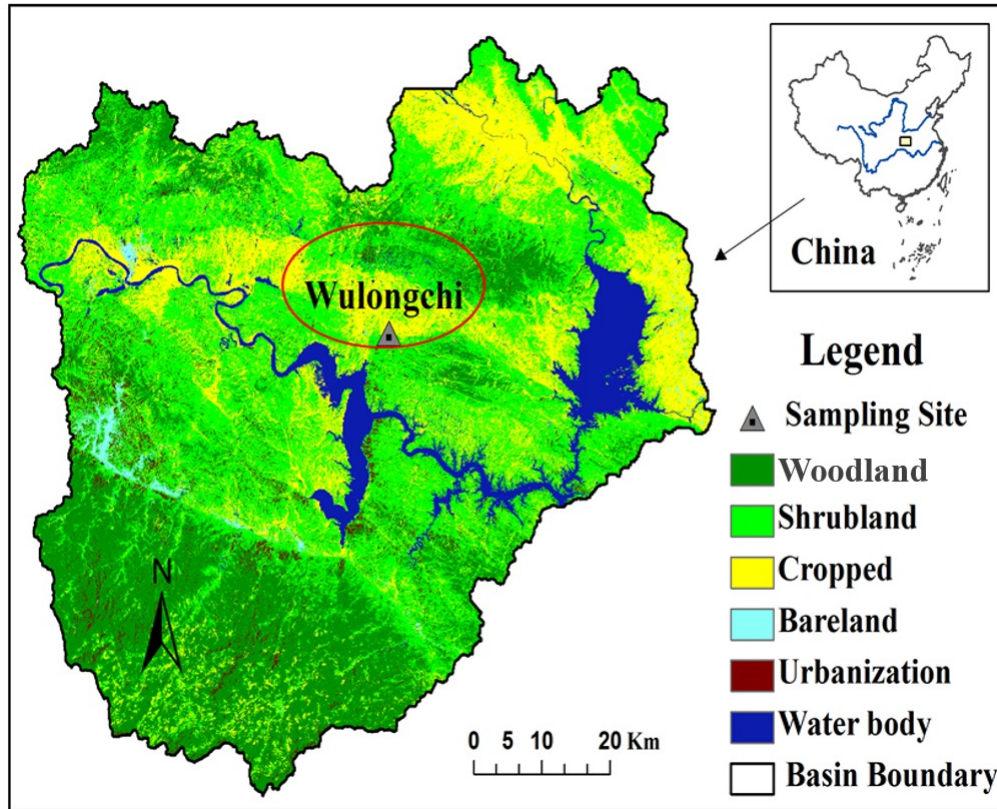 China
Wulongchi
Legend
Sampling Site
Woodland
Shrubland
Cropped
Bareland
Urbanization
Water body
Basin Boundary
N
0 5 10 20 Km